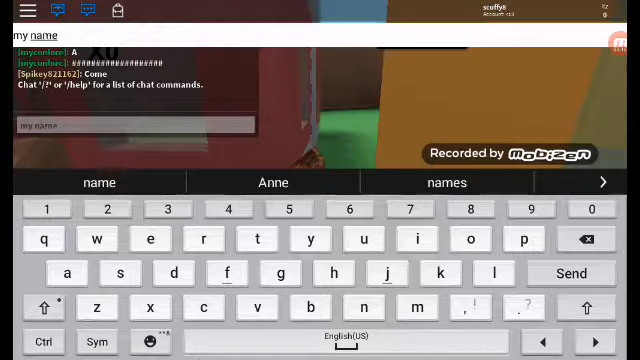 scuffy8
Account <13
my name
[myconlore]: A
[myconlore]: ###################
[Spikey821162]: Come
Chat '/?' or '/help' for a list of chat commands.
my name
Recorded by mobizen
name Anne names >
1 2 3 4 5 6 7 8 9 0
q w e r t y u i o p
a s d f g h j k l Send
z x c v b n m , ! . ?
Ctrl Sym English(US)